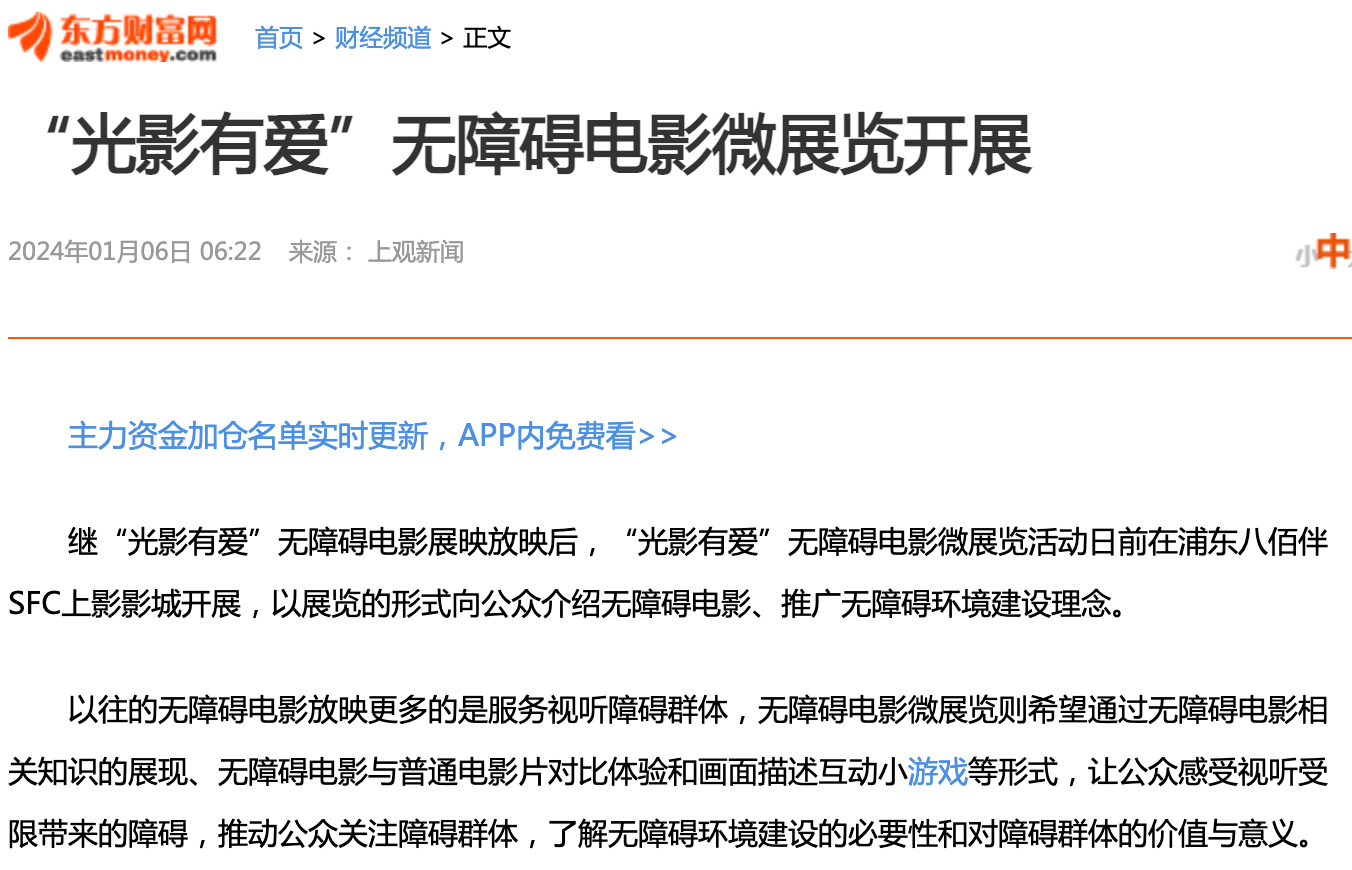 东方财富网
eastmoney.com
首页 > 财经频道 > 正文
“光影有爱”无障碍电影微展览开展
2024年01月06日 06:22 来源： 上观新闻
小中
主力资金加仓名单实时更新，APP内免费看>>
继“光影有爱”无障碍电影展映放映后，“光影有爱”无障碍电影微展览活动日前在浦东八佰伴
SFC上影影城开展，以展览的形式向公众介绍无障碍电影、推广无障碍环境建设理念。
以往的无障碍电影放映更多的是服务视听障碍群体，无障碍电影微展览则希望通过无障碍电影相
关知识的展现、无障碍电影与普通电影片对比体验和画面描述互动小游戏等形式，让公众感受视听受
限带来的障碍，推动公众关注障碍群体，了解无障碍环境建设的必要性和对障碍群体的价值与意义。